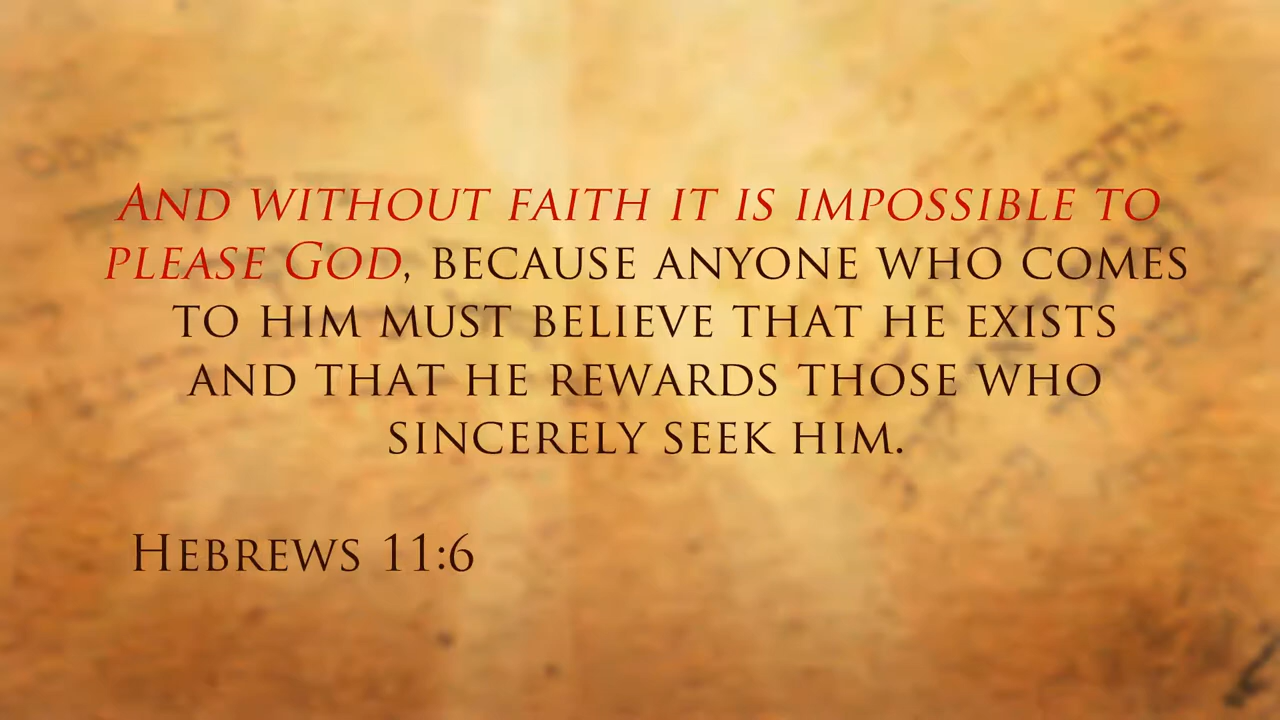 And without faith it is impossible to
please God, because anyone who comes
to him must believe that he exists
and that he rewards those who
sincerely seek him.
Hebrews 11:6